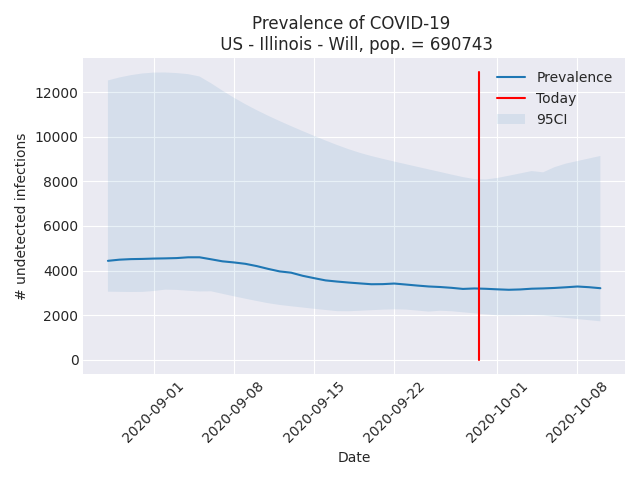 Prevalence of COVID-19
US - Illinois - Will, pop. = 690743
Prevalence
Today
95CI
12000
10000
8000
6000
4000
2000
0
# undetected infections
2020-09-01
2020-09-08
2020-09-15
2020-09-22
2020-10-01
2020-10-08
Date